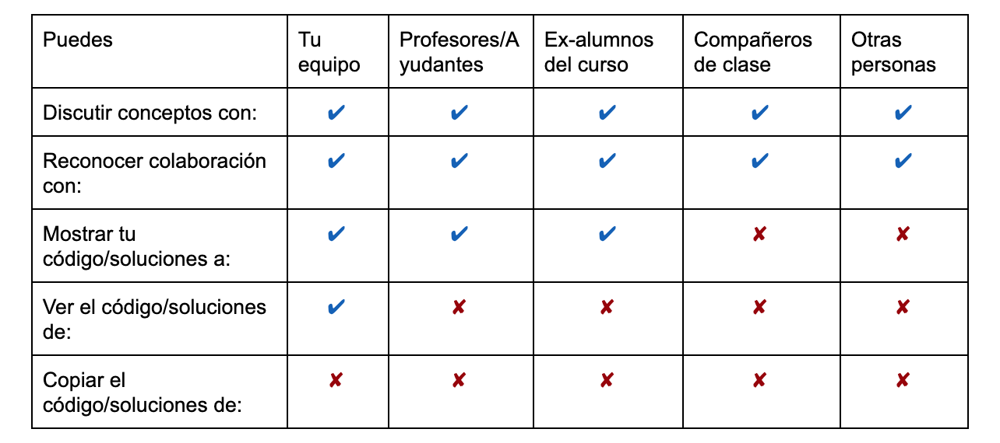 Puedes
Tu
equipo
Profesores/A
yudantes
Ex-alumnos
del curso
Compañeros
de clase
Otras
personas
Discutir conceptos con:
✔ ✔ ✔ ✔ ✔
Reconocer colaboración
con:
✔ ✔ ✔ ✔ ✔
Mostrar tu
código/soluciones a:
✔ ✔ ✔ ✘ ✘
Ver el código/soluciones
de:
✔ ✘ ✘ ✘ ✘
Copiar el
código/soluciones de:
✘ ✘ ✘ ✘ ✘